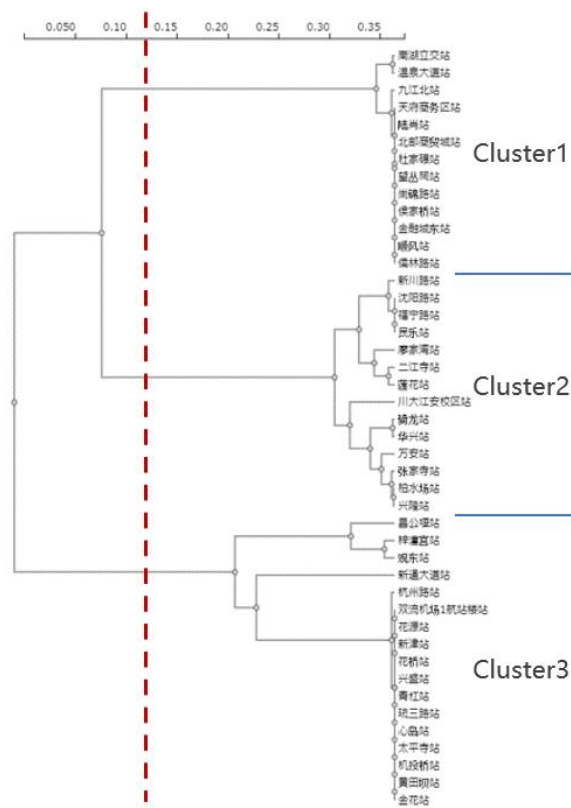 0.050 0.10 0.15 0.20 0.25 0.30 0.35
南湖立交站
温泉大道站
九江北站
天府商务区站
陆肖站
北部商贸城站
杜家碾站
望丛祠站
尚锦路站
侯家桥站
金融城东站
顺风站
儒林路站
Cluster1
新川路站
沈阳路站
福宁路站
民乐站
廖家湾站
二江寺站
莲花站
川大江安校区站
骑龙站
华兴站
万安站
张家寺站
柏水场站
兴隆站
Cluster2
昌公堰站
梓潼宫站
娇东站
新通大道站
杭州路站
双流机场1航站楼站
花源站
新津站
花桥站
兴盛站
青杠站
琉三路站
心岛站
太平寺站
机投桥站
黄田坝站
金花站
Cluster3